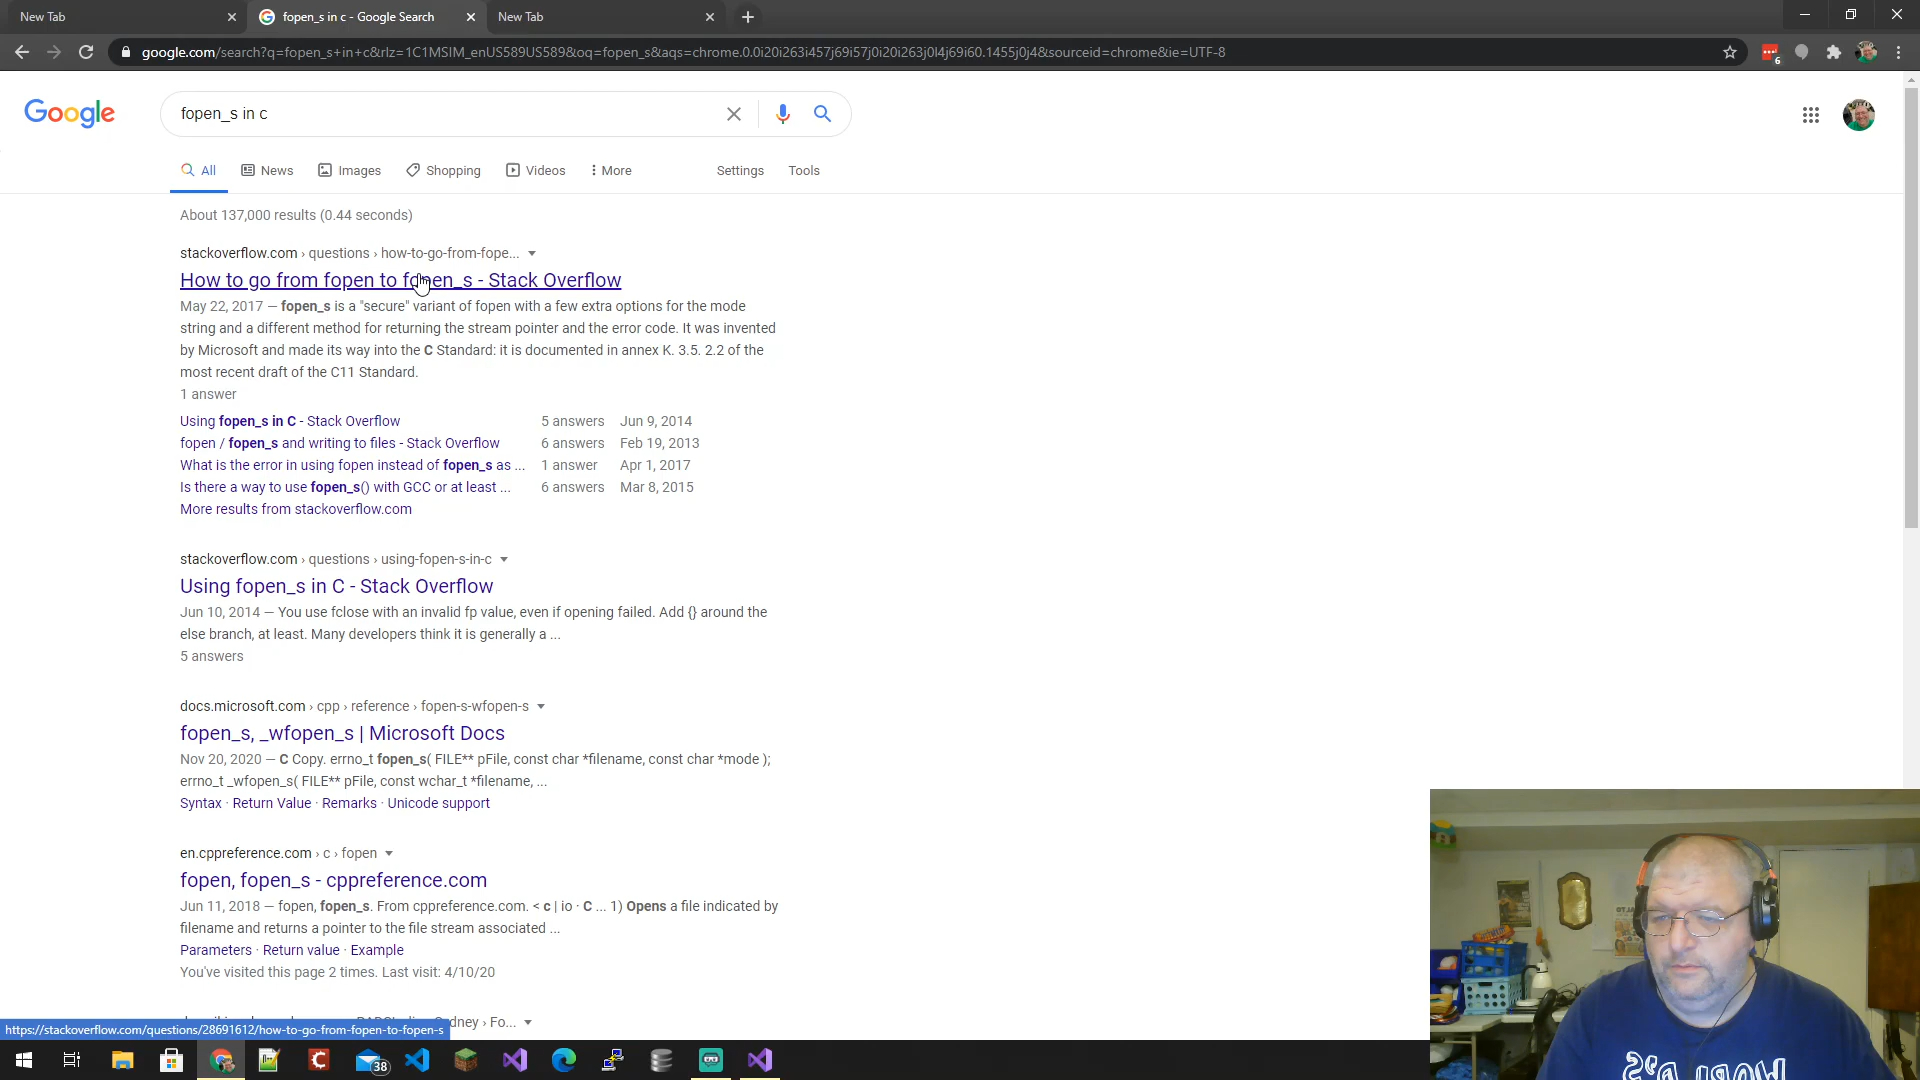 New Tab
fopen_s in c - Google Search
New Tab
google.com/search?q=fopen_s+in+c&rlz=1C1MSIM_enUS589US589&oq=fopen_s&aqs=chrome.0.0i20i263i457j69i57j0i20i263j0l4j69i60.1455j0j4&sourceid=chrome&ie=UTF-8
6
Google
fopen_s in c
All
News
Images
Shopping
Videos
More
Settings
Tools
About 137,000 results (0.44 seconds)
stackoverflow.com › questions › how-to-go-from-fope...
How to go from fopen to fopen_s - Stack Overflow
May 22, 2017 — fopen_s is a "secure" variant of fopen with a few extra options for the mode
string and a different method for returning the stream pointer and the error code. It was invented
by Microsoft and made its way into the C Standard: it is documented in annex K. 3.5. 2.2 of the
most recent draft of the C11 Standard.
1 answer
Using fopen_s in C - Stack Overflow 5 answers Jun 9, 2014
fopen / fopen_s and writing to files - Stack Overflow 6 answers Feb 19, 2013
What is the error in using fopen instead of fopen_s as ... 1 answer Apr 1, 2017
Is there a way to use fopen_s() with GCC or at least ... 6 answers Mar 8, 2015
More results from stackoverflow.com
stackoverflow.com › questions › using-fopen-s-in-c
Using fopen_s in C - Stack Overflow
Jun 10, 2014 — You use fclose with an invalid fp value, even if opening failed. Add {} around the
else branch, at least. Many developers think it is generally a ...
5 answers
docs.microsoft.com › cpp › reference › fopen-s-wfopen-s
fopen_s, _wfopen_s | Microsoft Docs
Nov 20, 2020 — C Copy. errno_t fopen_s( FILE** pFile, const char *filename, const char *mode );
errno_t _wfopen_s( FILE** pFile, const wchar_t *filename, ...
Syntax · Return Value · Remarks · Unicode support
en.cppreference.com › c › fopen
fopen, fopen_s - cppreference.com
Jun 11, 2018 — fopen, fopen_s. From cppreference.com. < c | io · C ... 1) Opens a file indicated by
filename and returns a pointer to the file stream associated ...
Parameters · Return value · Example
You've visited this page 2 times. Last visit: 4/10/20
dney › Fo...
https://stackoverflow.com/questions/28691612/how-to-go-from-fopen-to-fopen-s
38